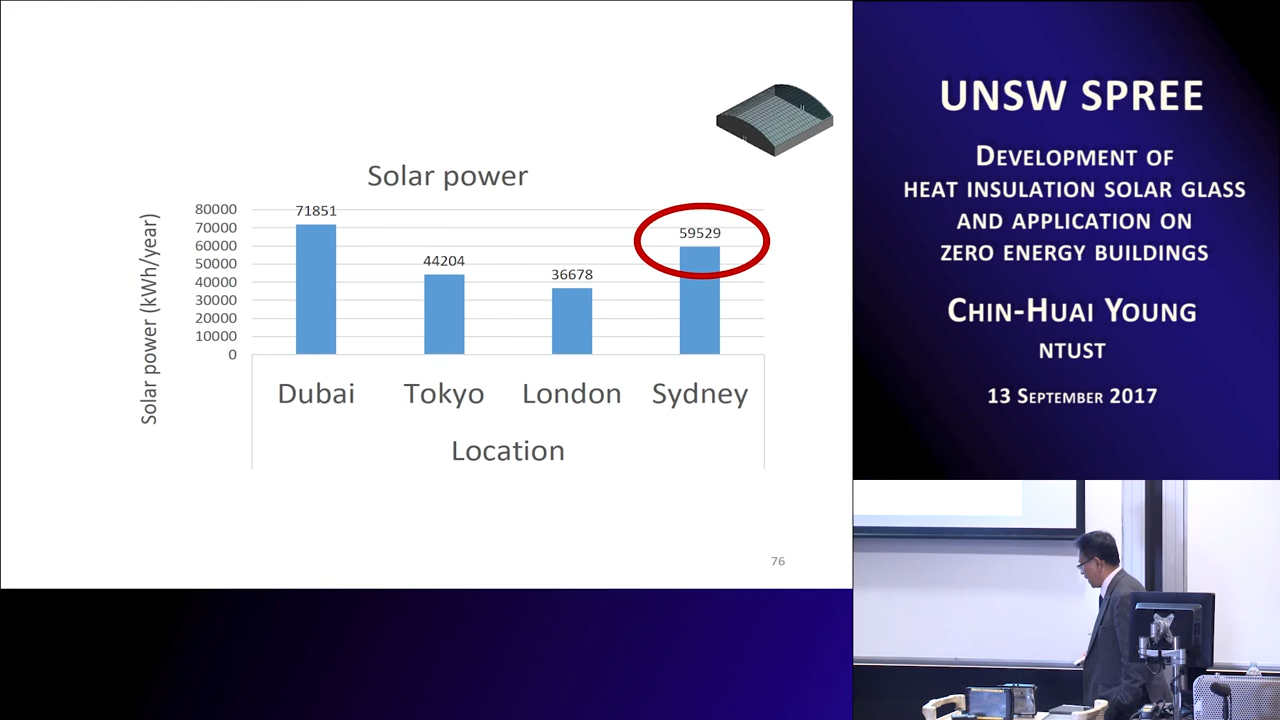 Solar power
Solar power (kWh/year)
80000
70000
60000
50000
40000
30000
20000
10000
0
71851
44204
36678
59529
Dubai
Tokyo
London
Sydney
Location
76
UNSW SPREE
Development of
heat insulation solar glass
and application on
zero energy buildings
Chin-Huai Young
NTUST
13 September 2017